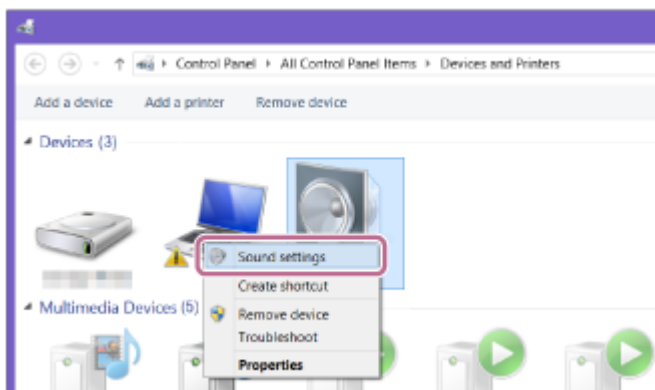 Control Panel All Control Panel Items Devices and Printers
Add a device Add a printer Remove device
Devices (3)
Sound settings
Create shortcut
Multimedia Devices (5)
Remove device
Troubleshoot
Properties